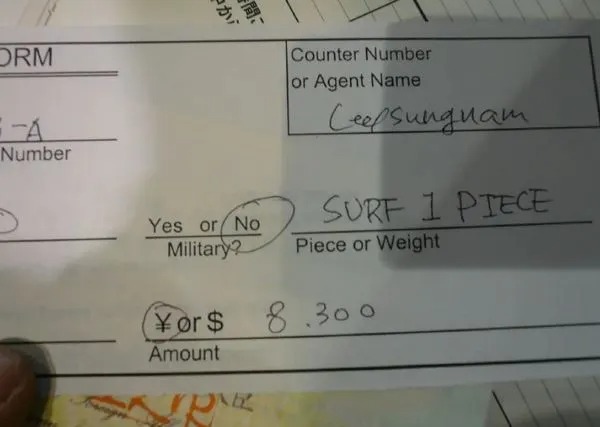 ORM
Counter Number
or Agent Name
-A
Number
Yes or No
SURF 1 PIECE
Military?
Piece or Weight
¥ or $ 8.300
Amount